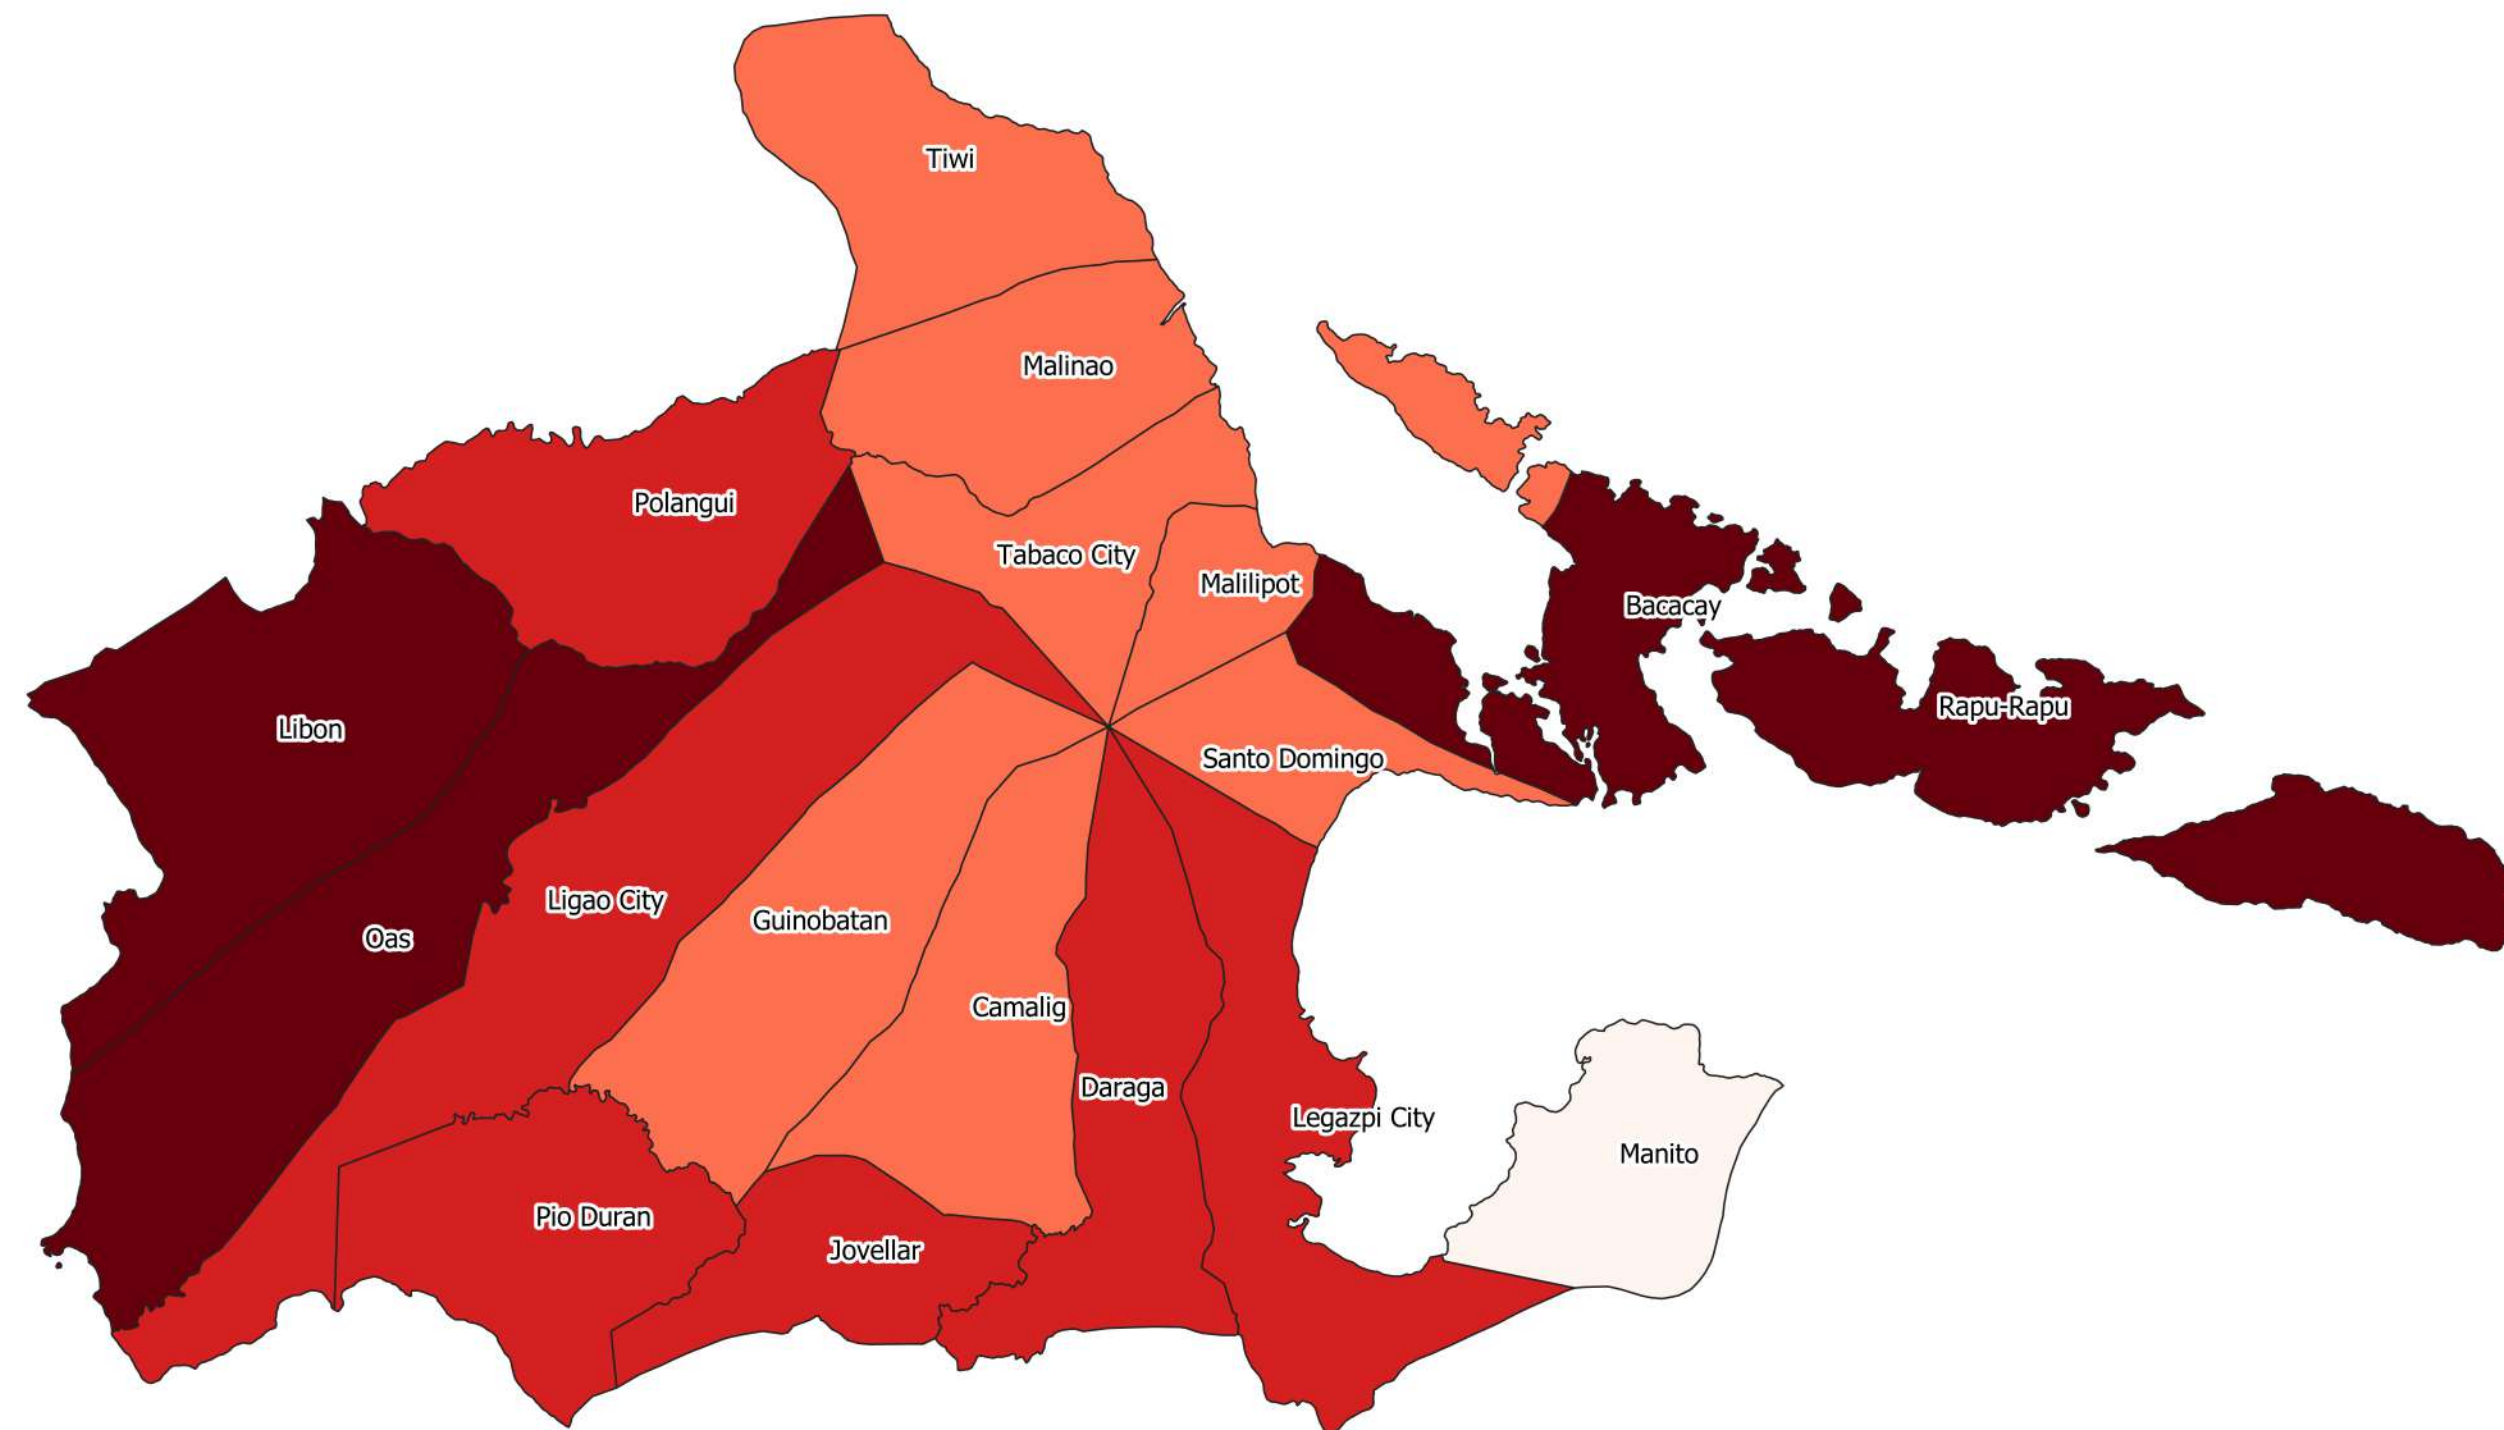 Tiwi
Malinao
Polangui
Tabaco City
Malilipot
Bacacay
Rapu-Rapu
Libon
Santo Domingo
Ligao City
Guinobatan
Oas
Camalig
Daraga
Legazpi City
Manito
Pio Duran
Jovellar